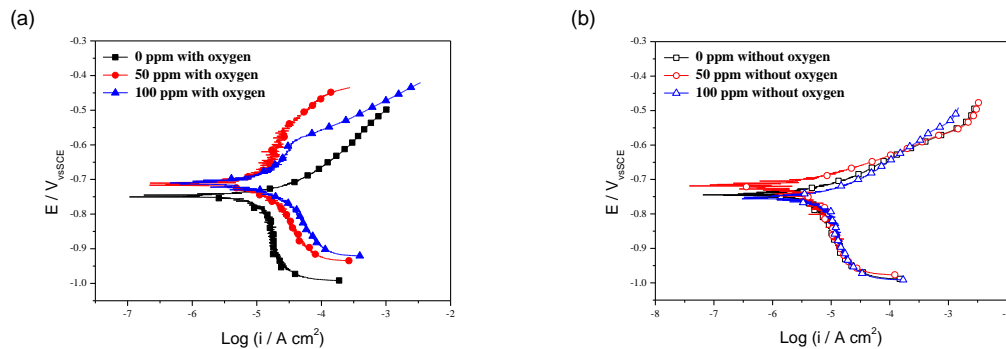 (a)
-0.3
-0.4
-0.5
-0.6
-0.7
-0.8
-0.9
-1.0
E / V vsSCE
0 ppm with oxygen
50 ppm with oxygen
100 ppm with oxygen
-7
-6
-5
-4
-3
-2
Log (i / A cm²)
(b)
-0.3
-0.4
-0.5
-0.6
-0.7
-0.8
-0.9
-1.0
E / V vsSCE
0 ppm without oxygen
50 ppm without oxygen
100 ppm without oxygen
-8
-7
-6
-5
-4
-3
-2
Log (i / A cm²)